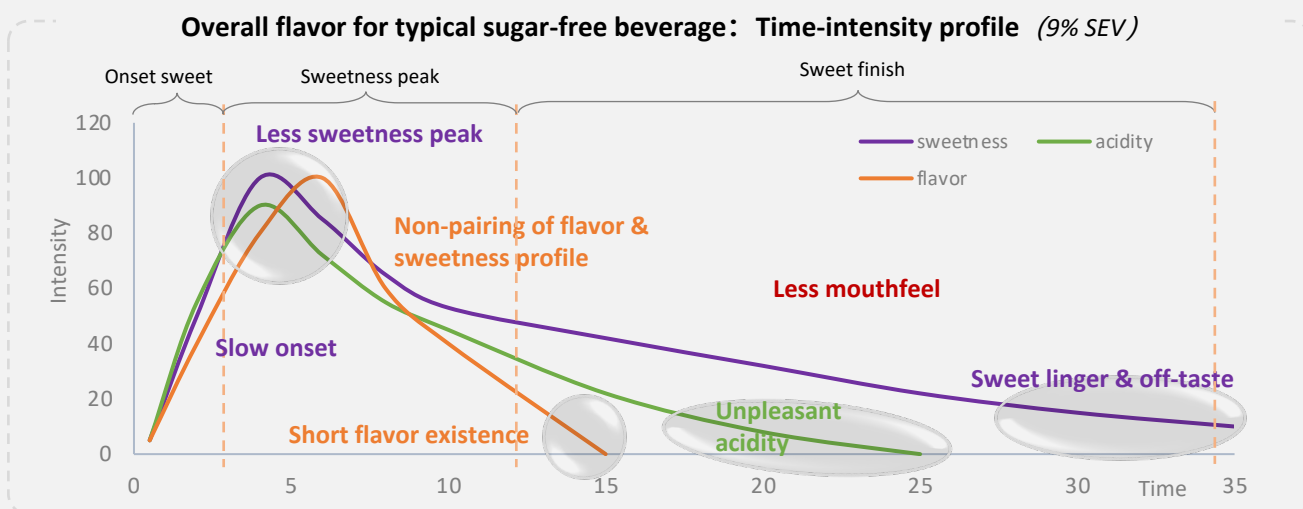 Overall flavor for typical sugar-free beverage： Time-intensity profile (9% SEV)
Onset sweet
Sweetness peak
Sweet finish
120
100
80
60
40
20
0
Intensity
Less sweetness peak
sweetness
acidity
flavor
Non-pairing of flavor &
sweetness profile
Less mouthfeel
Slow onset
Sweet linger & off-taste
Unpleasant
acidity
Short flavor existence
0
5
10
15
20
25
30
Time
35